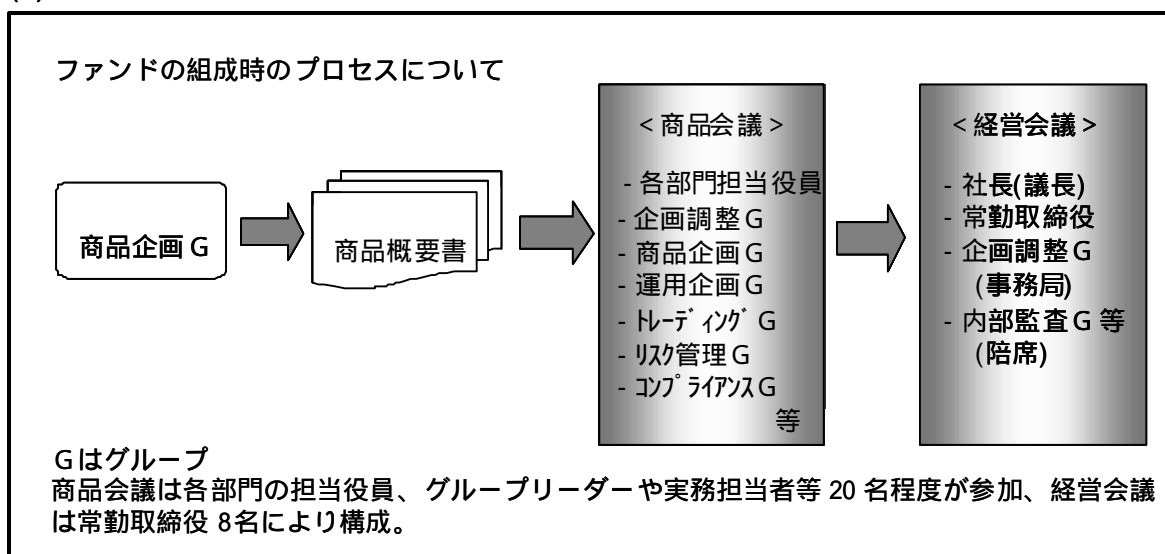 ファンドの組成時のプロセスについて
商品企画G
商品概要書
<商品会議>
- 各部門担当役員
- 企画調整G
- 商品企画G
- 運用企画G
- ﾄﾚｰﾃﾞｨﾝｸﾞG
- ﾘｽｸ管理G
- ｺﾝﾌﾟﾗｲｱﾝｽG
等
<経営会議>
- 社長(議長)
- 常勤取締役
- 企画調整G
(事務局)
- 内部監査G等
(陪席)
Gはグループ
商品会議は各部門の担当役員、グループリーダーや実務担当者等 20 名程度が参加、経営会議
は常勤取締役 8名により構成。